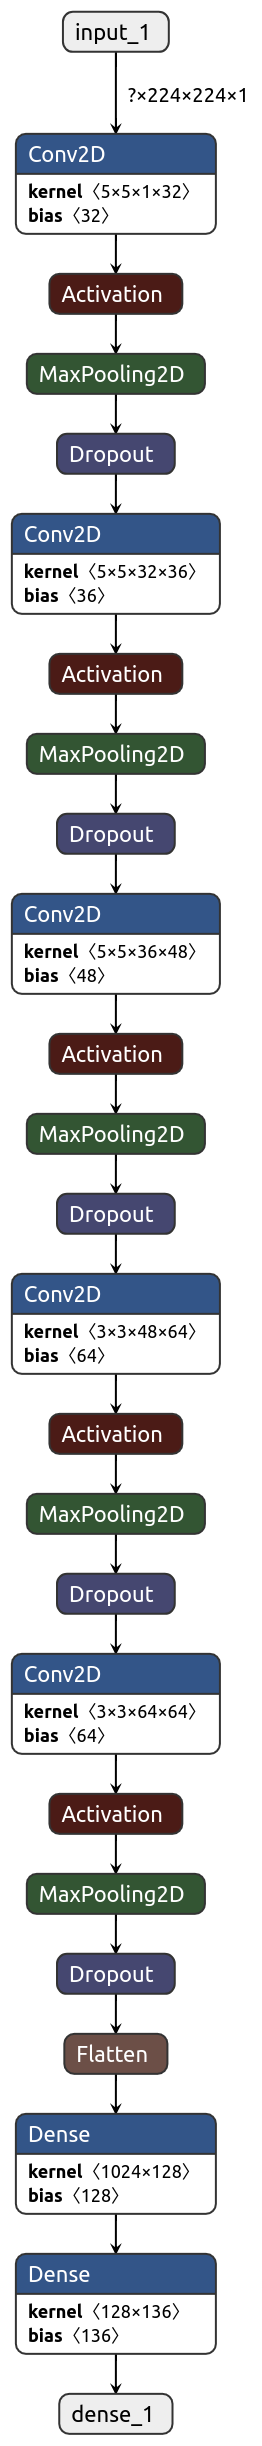 input_1
?×224×224×1
Conv2D
kernel〈5×5×1×32〉
bias〈32〉
Activation
MaxPooling2D
Dropout
Conv2D
kernel〈5×5×32×36〉
bias〈36〉
Activation
MaxPooling2D
Dropout
Conv2D
kernel〈5×5×36×48〉
bias〈48〉
Activation
MaxPooling2D
Dropout
Conv2D
kernel〈3×3×48×64〉
bias〈64〉
Activation
MaxPooling2D
Dropout
Conv2D
kernel〈3×3×64×64〉
bias〈64〉
Activation
MaxPooling2D
Dropout
Flatten
Dense
kernel〈1024×128〉
bias〈128〉
Dense
kernel〈128×136〉
bias〈136〉
dense_1